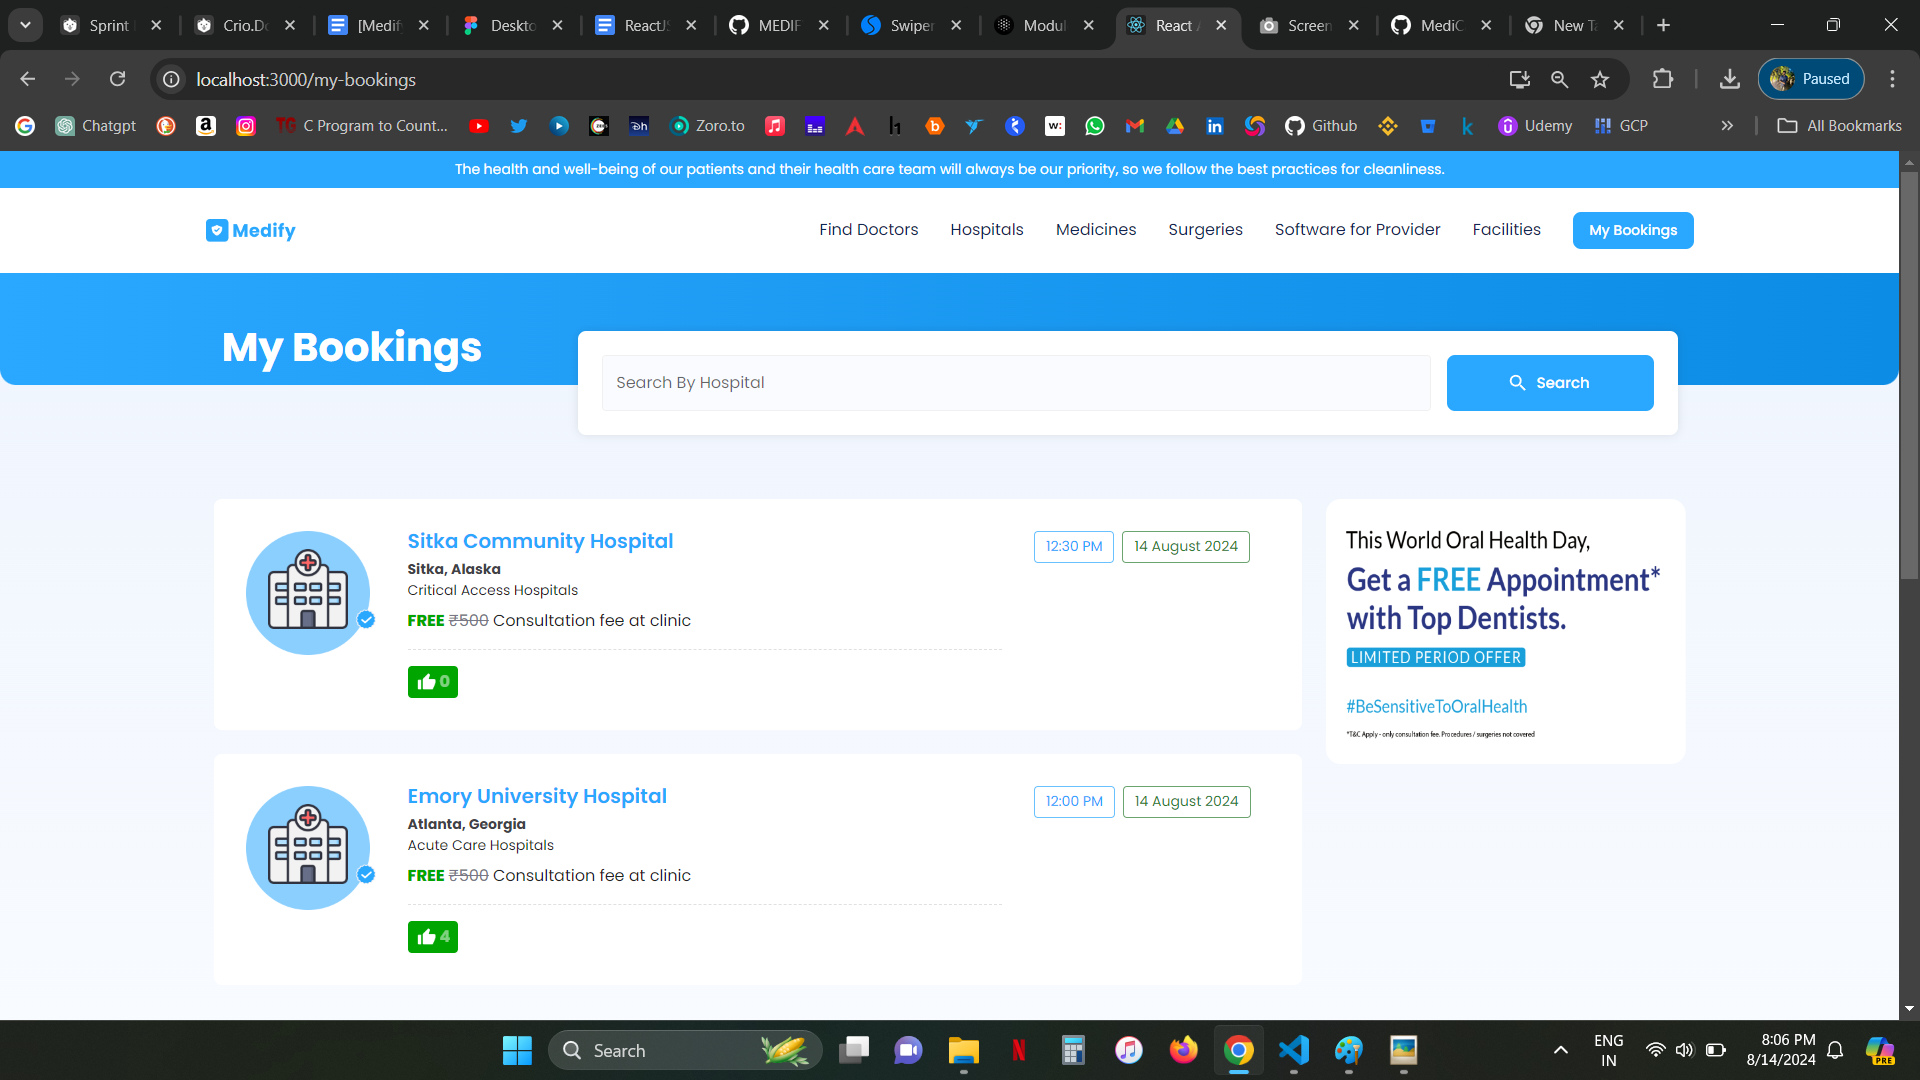 Sprint
Crio.Do
[Medify
Deskto
ReactJS
MEDIF
Swiper
Modul
React A
Screen
MediC
New Ta
localhost:3000/my-bookings
Paused
Chatgpt
C Program to Count...
Zoro.to
Github
Udemy
GCP
All Bookmarks
The health and well-being of our patients and their health care team will always be our priority, so we follow the best practices for cleanliness.
Medify
Find Doctors
Hospitals
Medicines
Surgeries
Software for Provider
Facilities
My Bookings
My Bookings
Search By Hospital
Search
Sitka Community Hospital
12:30 PM
14 August 2024
Sitka, Alaska
Critical Access Hospitals
FREE ₹500 Consultation fee at clinic
0
This World Oral Health Day,
Get a FREE Appointment*
with Top Dentists.
LIMITED PERIOD OFFER
#BeSensitiveToOralHealth
*T&C Apply - only consultation fee. Procedures / surgeries not covered
Emory University Hospital
12:00 PM
14 August 2024
Atlanta, Georgia
Acute Care Hospitals
FREE ₹500 Consultation fee at clinic
4
Search
ENG
IN
8:06 PM
8/14/2024
PRE